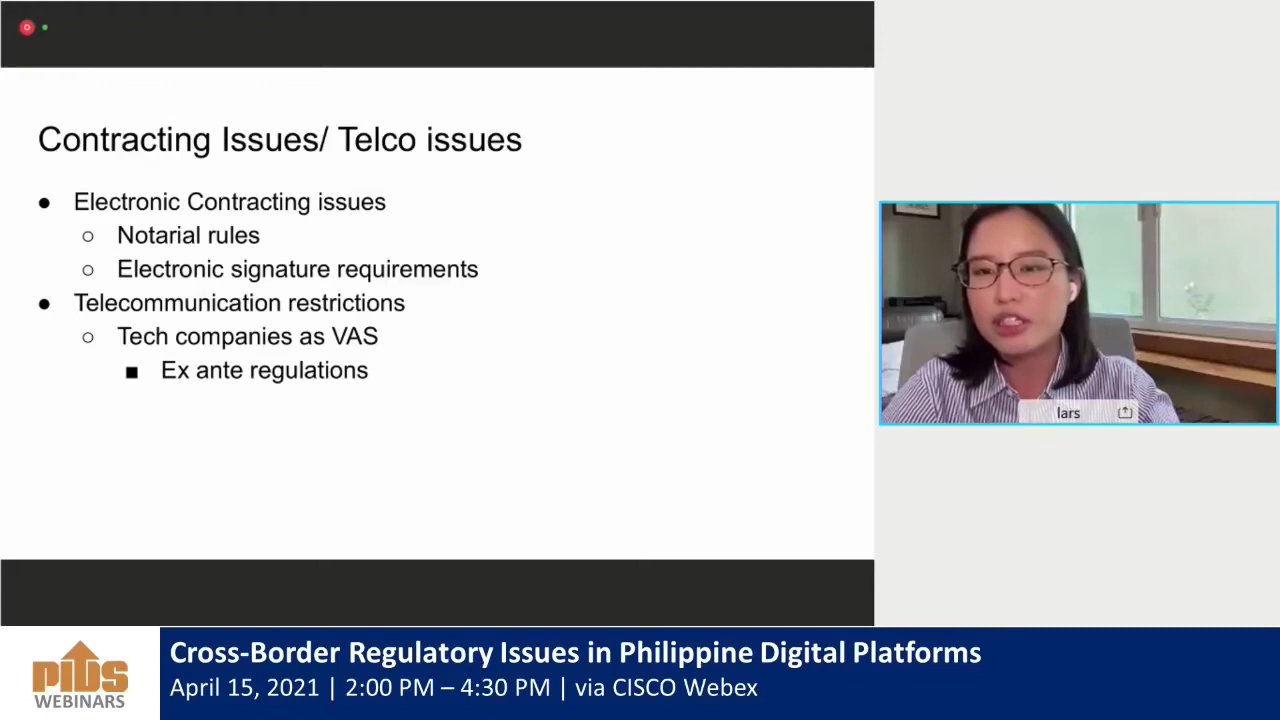 Contracting Issues/ Telco issues
● Electronic Contracting issues
○ Notarial rules
○ Electronic signature requirements
● Telecommunication restrictions
○ Tech companies as VAS
■ Ex ante regulations
lars
PIDS
WEBINARS
Cross-Border Regulatory Issues in Philippine Digital Platforms
April 15, 2021 | 2:00 PM – 4:30 PM | via CISCO Webex